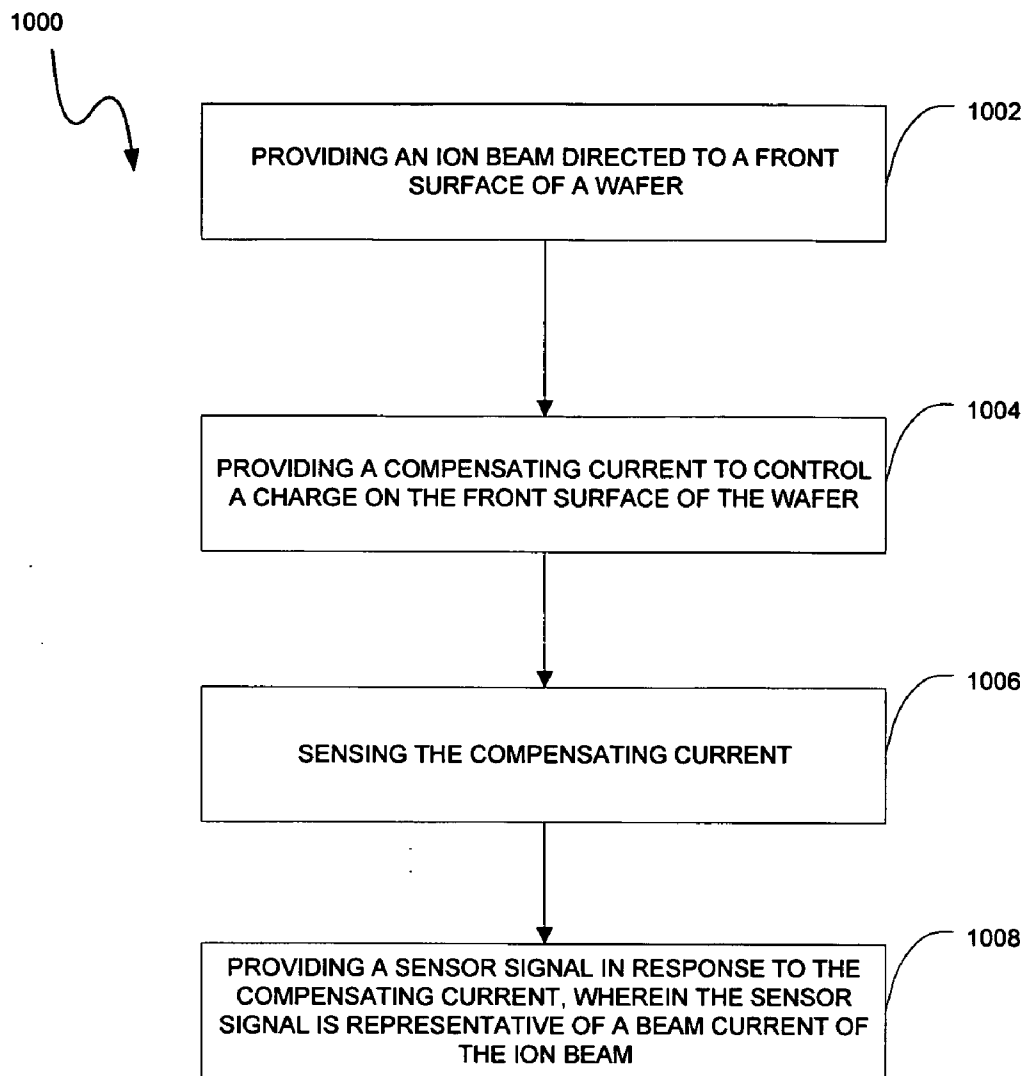 1000
1002
PROVIDING AN ION BEAM DIRECTED TO A FRONT
SURFACE OF A WAFER
1004
PROVIDING A COMPENSATING CURRENT TO CONTROL
A CHARGE ON THE FRONT SURFACE OF THE WAFER
1006
SENSING THE COMPENSATING CURRENT
1008
PROVIDING A SENSOR SIGNAL IN RESPONSE TO THE
COMPENSATING CURRENT, WHEREIN THE SENSOR
SIGNAL IS REPRESENTATIVE OF A BEAM CURRENT OF
THE ION BEAM